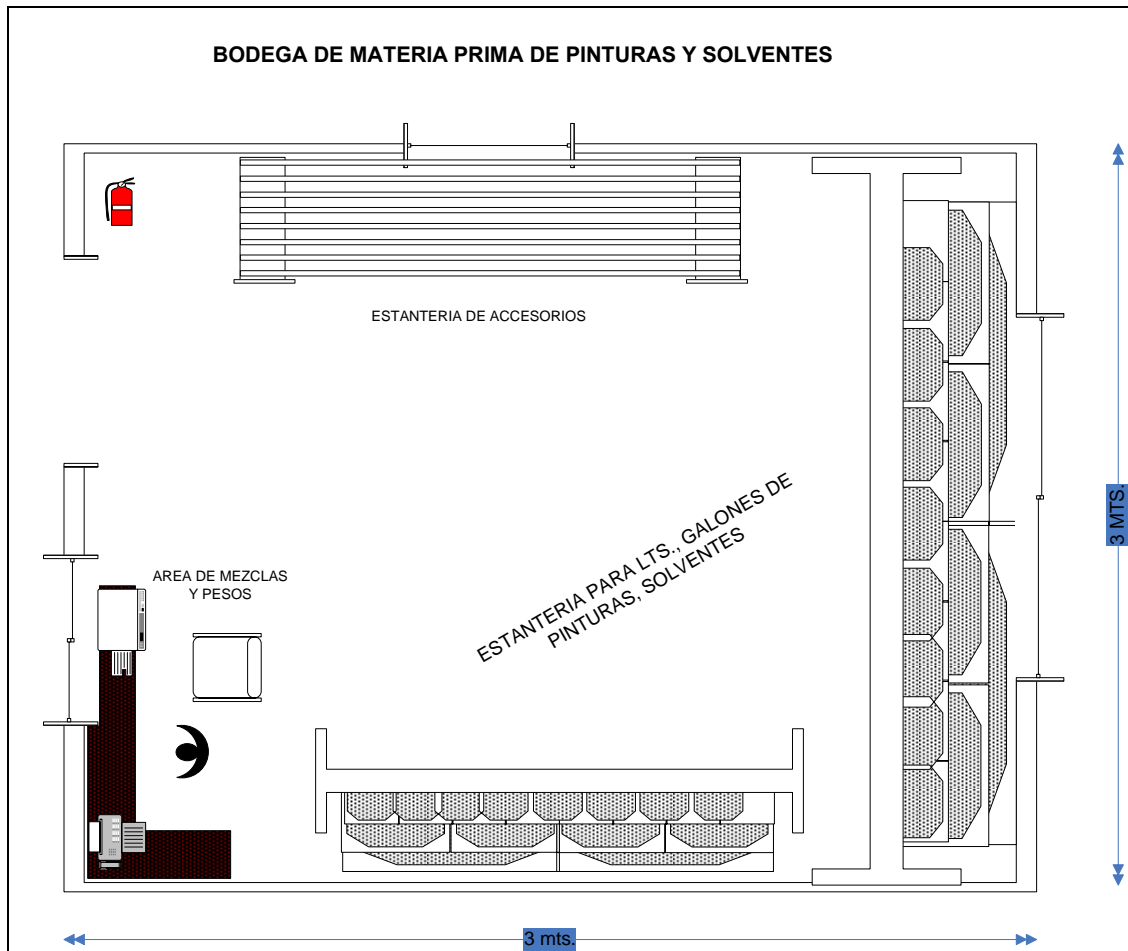 BODEGA DE MATERIA PRIMA DE PINTURAS Y SOLVENTES
ESTANTERIA DE ACCESORIOS
ESTANTERIA PARA LTS., GALONES DE
PINTURAS, SOLVENTES
3 MTS.
AREA DE MEZCLAS
Y PESOS
3 mts.